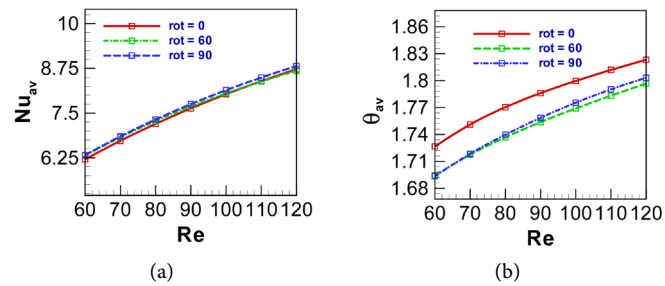 10
8.75
7.5
6.25
Nu_av
rot = 0
rot = 60
rot = 90
60 70 80 90 100 110 120
Re
(a)
1.86
1.83
1.8
1.77
1.74
1.71
1.68
θ_av
rot = 0
rot = 60
rot = 90
60 70 80 90 100 110 120
Re
(b)